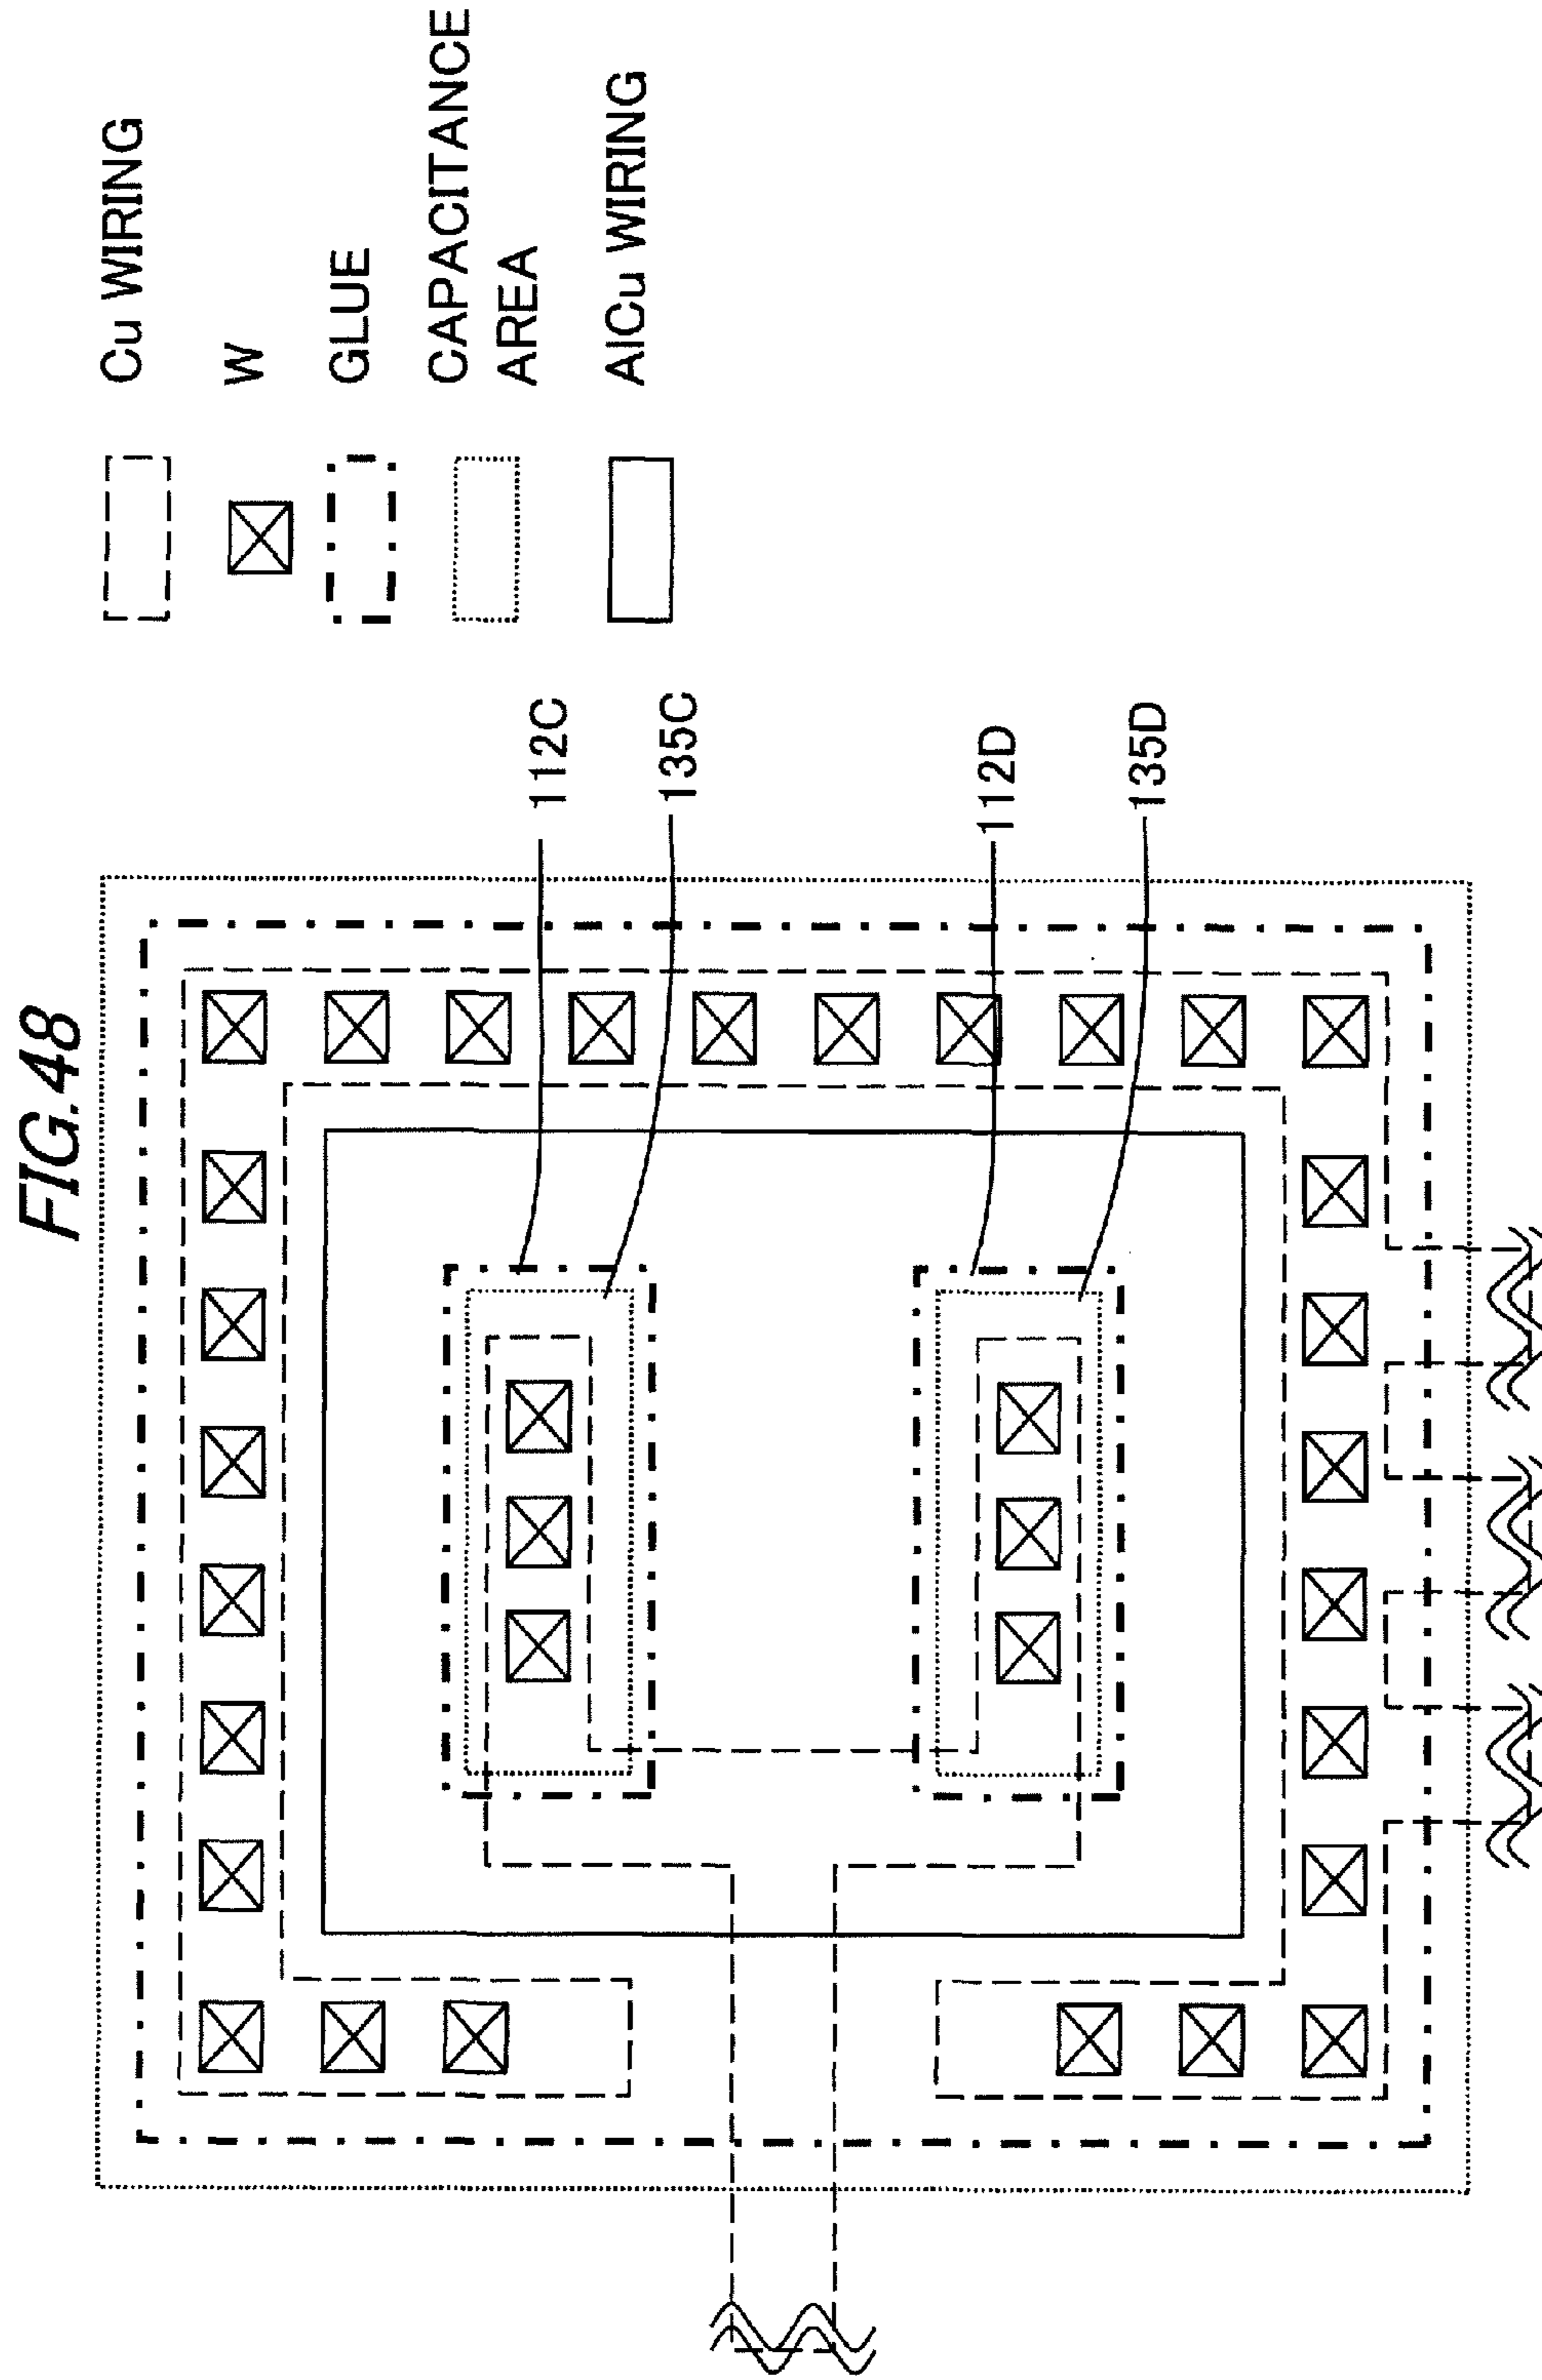 FIG.48
Cu WIRING
W
GLUE
CAPACITANCE
AREA
AlCu WIRING
112C
135C
112D
135D